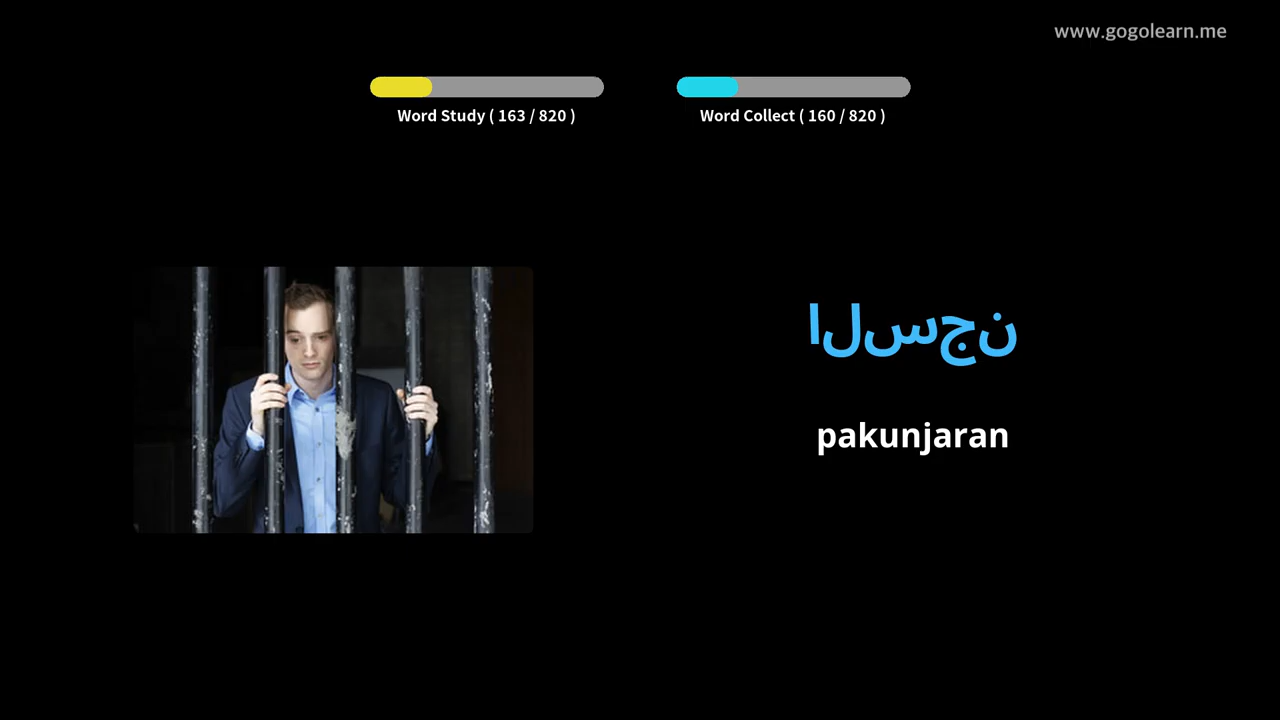 www.gogolearn.me
Word Study ( 163 / 820 )
Word Collect ( 160 / 820 )
السجن
pakunjaran